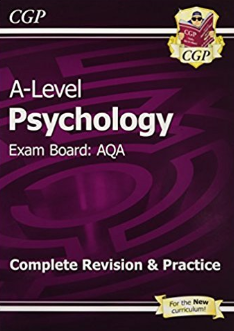 CGP
CGP
A-Level
Psychology
Exam Board: AQA
Complete Revision & Practice
For the New
curriculum!